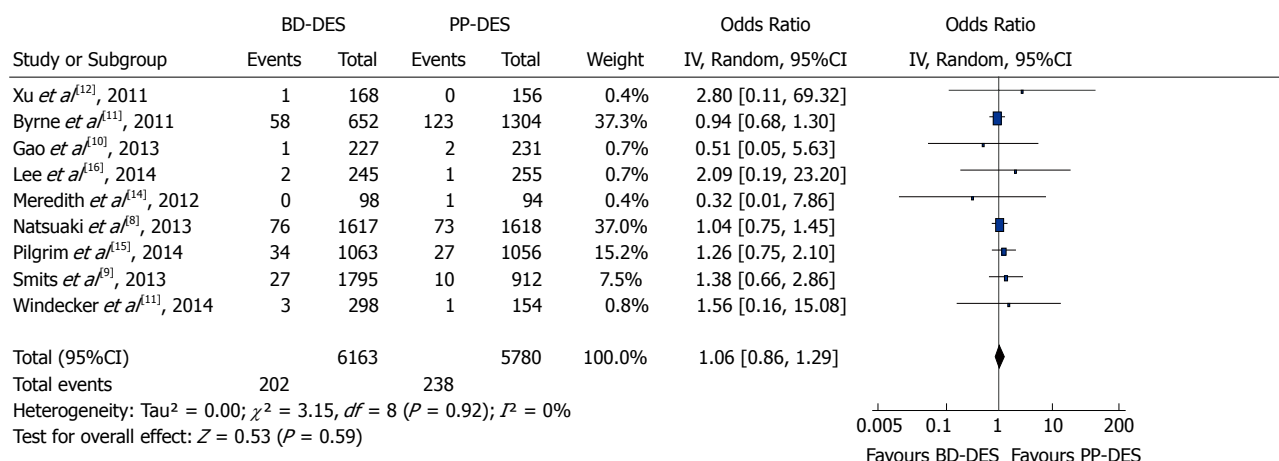 BD-DES PP-DES Odds Ratio Odds Ratio
Study or Subgroup Events Total Events Total Weight IV, Random, 95%CI IV, Random, 95%CI
Xu et al[12], 2011 1 168 0 156 0.4% 2.80 [0.11, 69.32]
Byrne et al[11], 2011 58 652 123 1304 37.3% 0.94 [0.68, 1.30]
Gao et al[10], 2013 1 227 2 231 0.7% 0.51 [0.05, 5.63]
Lee et al[16], 2014 2 245 1 255 0.7% 2.09 [0.19, 23.20]
Meredith et al[14], 2012 0 98 1 94 0.4% 0.32 [0.01, 7.86]
Natsuaki et al[8], 2013 76 1617 73 1618 37.0% 1.04 [0.75, 1.45]
Pilgrim et al[15], 2014 34 1063 27 1056 15.2% 1.26 [0.75, 2.10]
Smits et al[9], 2013 27 1795 10 912 7.5% 1.38 [0.66, 2.86]
Windecker et al[11], 2014 3 298 1 154 0.8% 1.56 [0.16, 15.08]
Total (95%CI) 6163 5780 100.0% 1.06 [0.86, 1.29]
Total events 202 238
Heterogeneity: Tau² = 0.00; χ² = 3.15, df = 8 (P = 0.92); I² = 0%
Test for overall effect: Z = 0.53 (P = 0.59)
0.005 0.1 1 10 200
Favours BD-DES Favours PP-DES